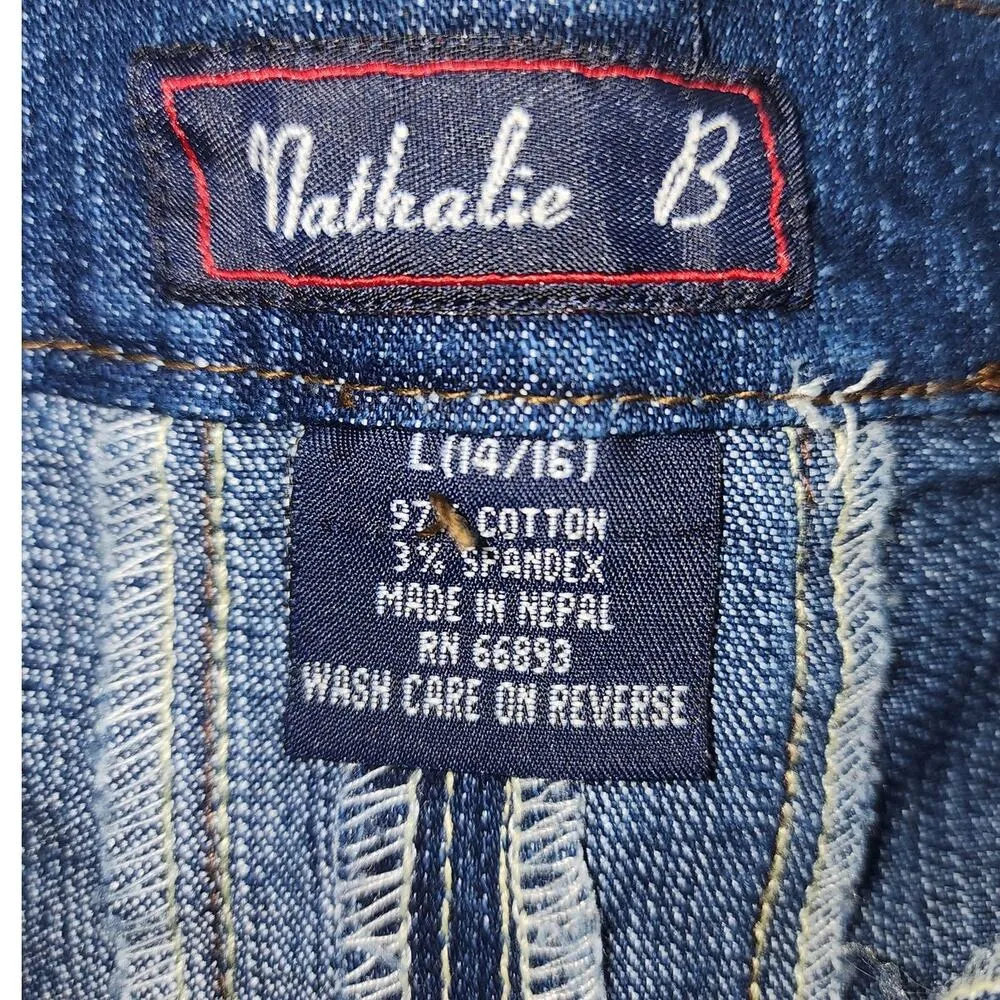 Nathalie B
L (14/16)
97% COTTON
3% SPANDEX
MADE IN NEPAL
RN 66893
WASH CARE ON REVERSE